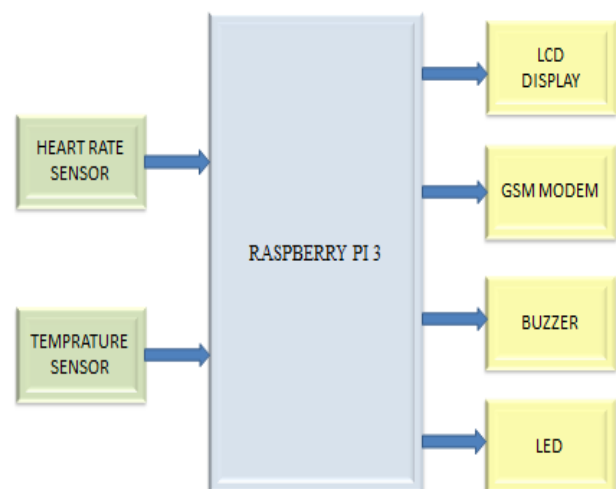 HEART RATE
SENSOR
TEMPRATURE
SENSOR
RASPBERRY PI 3
LCD
DISPLAY
GSM MODEM
BUZZER
LED